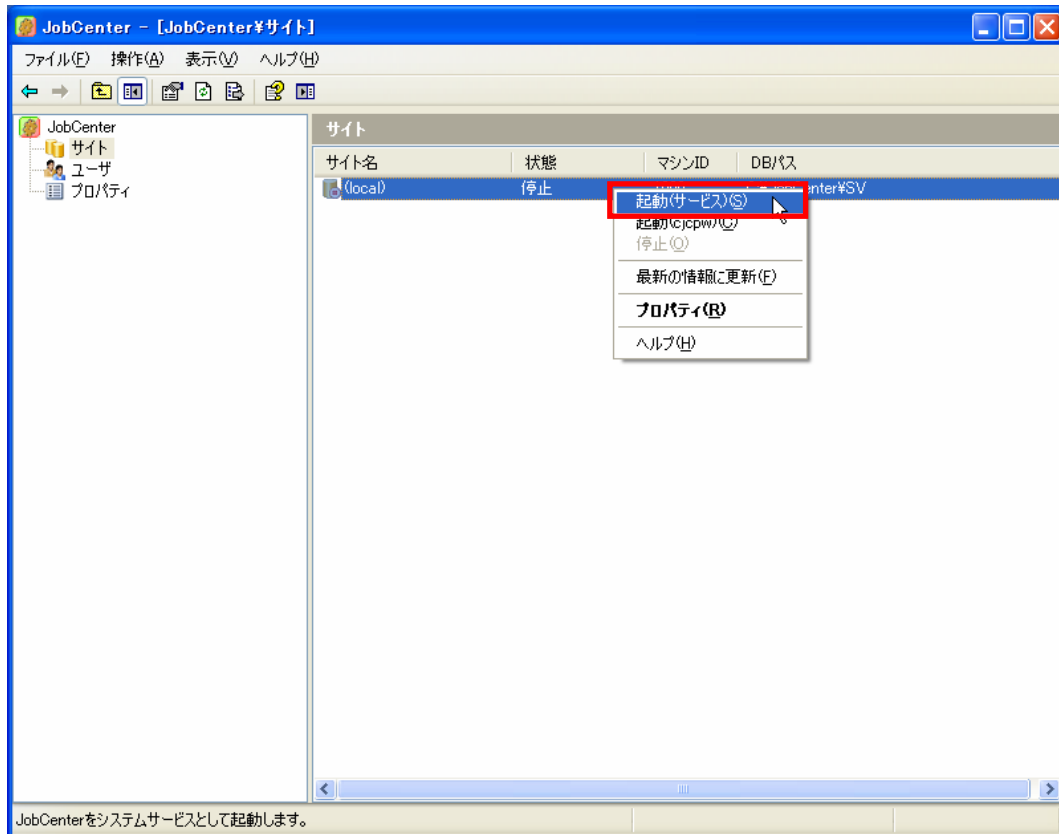 JobCenter - [JobCenter¥サイト]
ファイル(F) 操作(A) 表示(V) ヘルプ(H)
JobCenter
サイト
ユーザ
プロパティ
サイト
サイト名 状態 マシンID DBパス
(local) 停止 enter¥SV
起動(サービス)(S)
起動(cjcpw)(C)
停止(O)
最新の情報に更新(F)
プロパティ(R)
ヘルプ(H)
JobCenterをシステムサービスとして起動します。